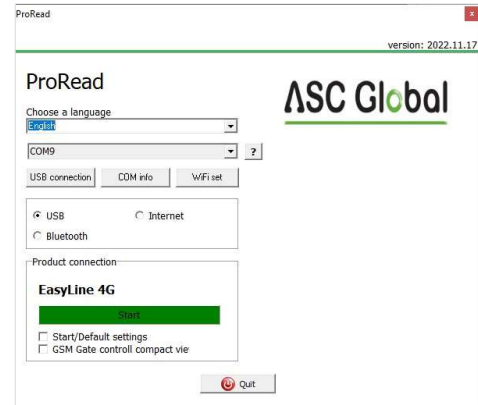 ProRead
x
version: 2022.11.17
ProRead
ASC Global
Choose a language
English
COM9
?
USB connection COM info WiFi set
USB Internet
Bluetooth
Product connection
EasyLine 4G
Start
Start/Default settings
GSM Gate controll compact vie
Quit